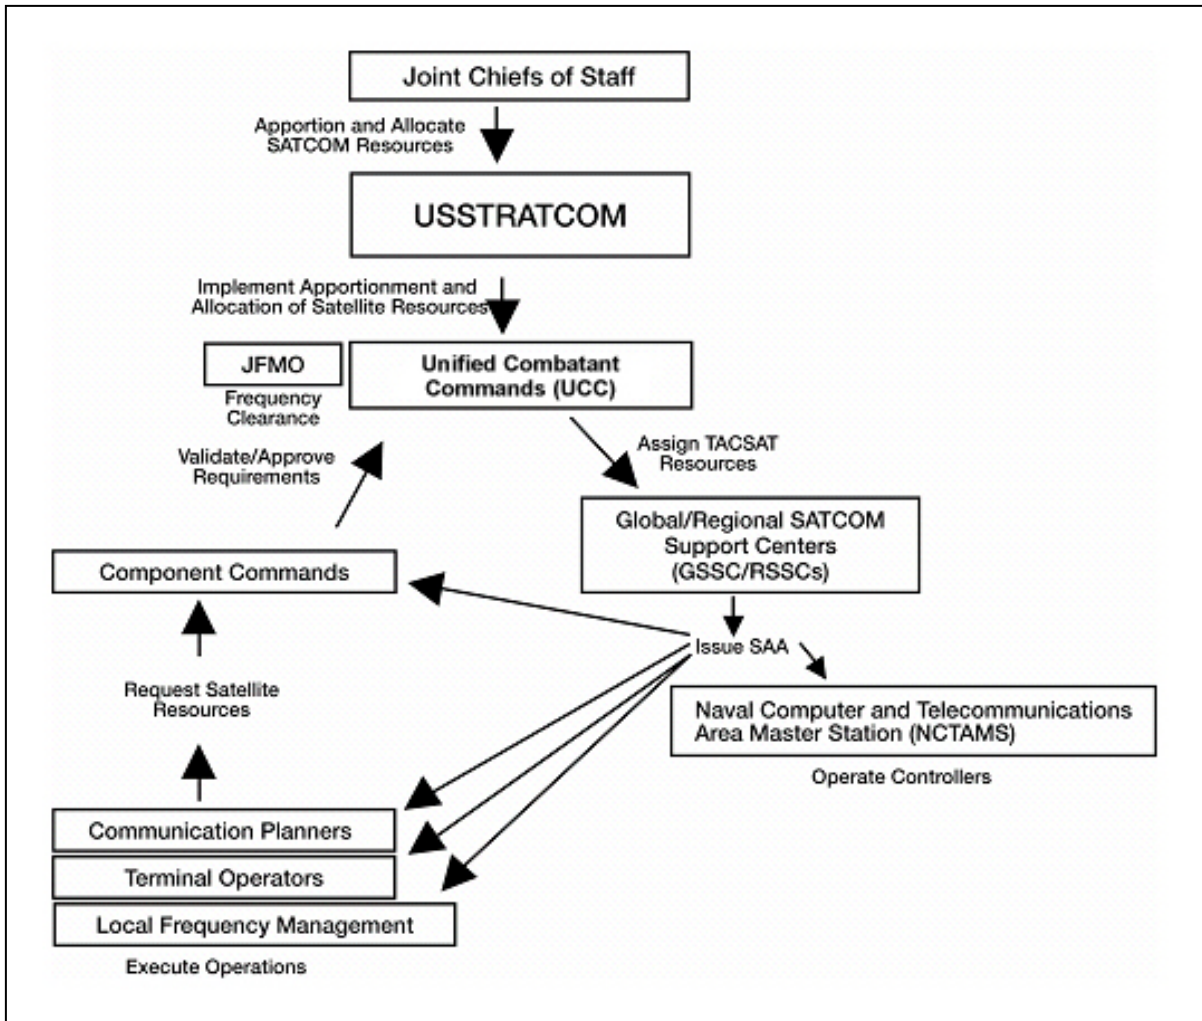 Joint Chiefs of Staff
Apportion and Allocate
SATCOM Resources
USSTRATCOM
Implement Apportionment and
Allocation of Satellite Resources
JFMO
Frequency
Clearance
Unified Combatant
Commands (UCC)
Validate/Approve
Requirements
Assign TACSAT
Resources
Global/Regional SATCOM
Support Centers
(GSSC/RSSCs)
Component Commands
Issue SAA
Request Satellite
Resources
Naval Computer and Telecommunications
Area Master Station (NCTAMS)
Operate Controllers
Communication Planners
Terminal Operators
Local Frequency Management
Execute Operations